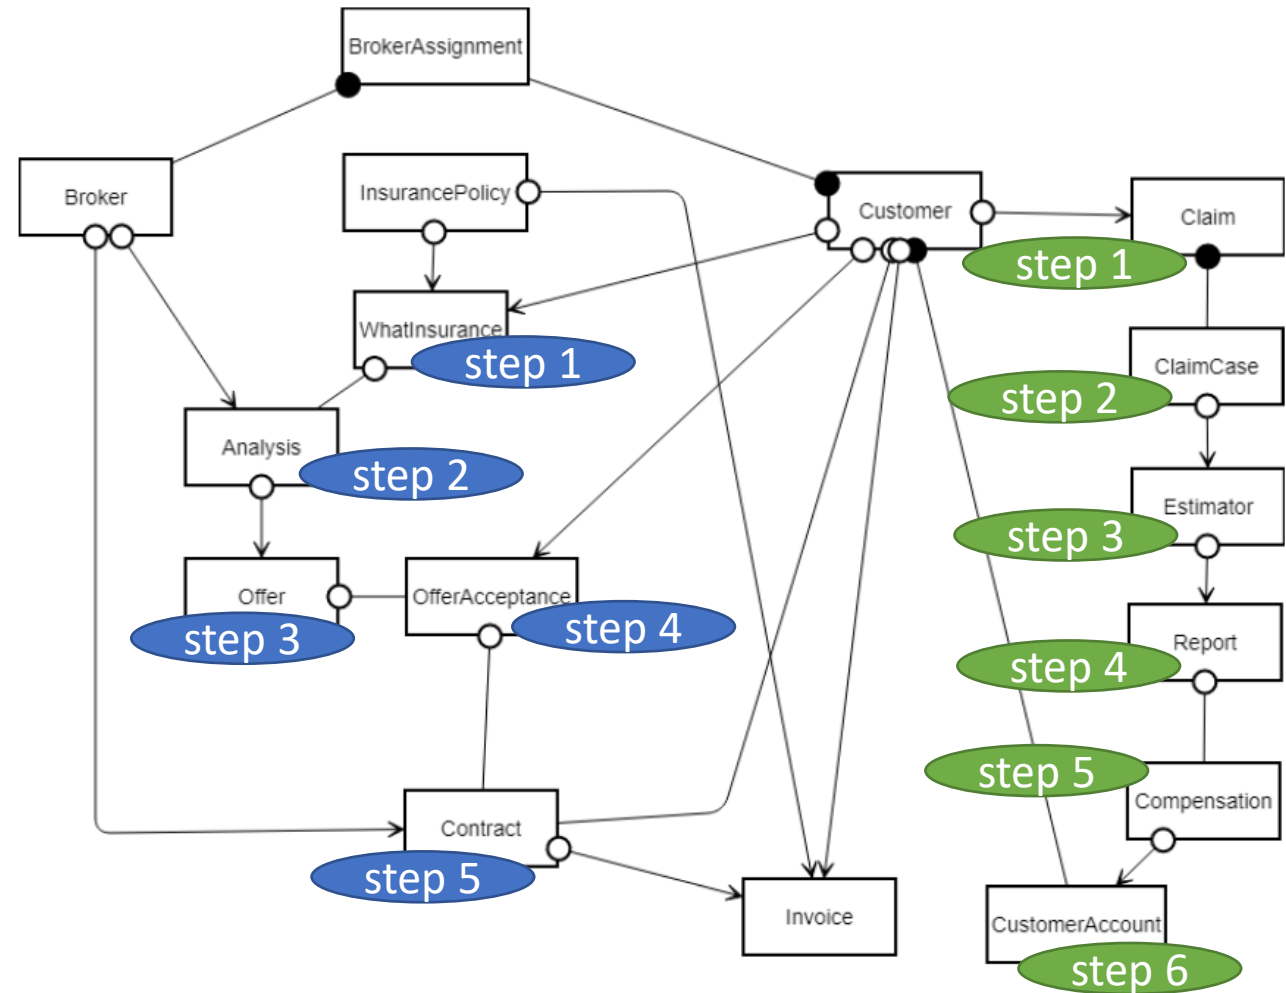 BrokerAssignment
Broker
InsurancePolicy
Customer
Claim
step 1
WhatInsurance
step 1
ClaimCase
step 2
Analysis
step 2
Estimator
step 3
Offer
OfferAcceptance
step 3
step 4
Report
step 4
step 5
Compensation
Contract
step 5
Invoice
CustomerAccount
step 6